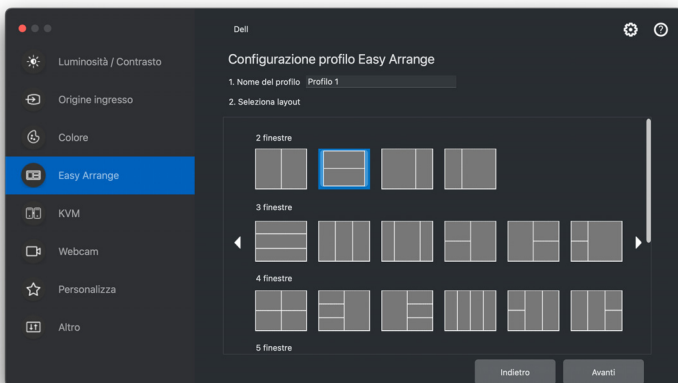 Dell
Luminosità / Contrasto
Origine ingresso
Colore
Easy Arrange
KVM
Webcam
Personalizza
Altro
Configurazione profilo Easy Arrange
1. Nome del profilo Profilo 1
2. Seleziona layout
2 finestre
3 finestre
4 finestre
5 finestre
Indietro
Avanti